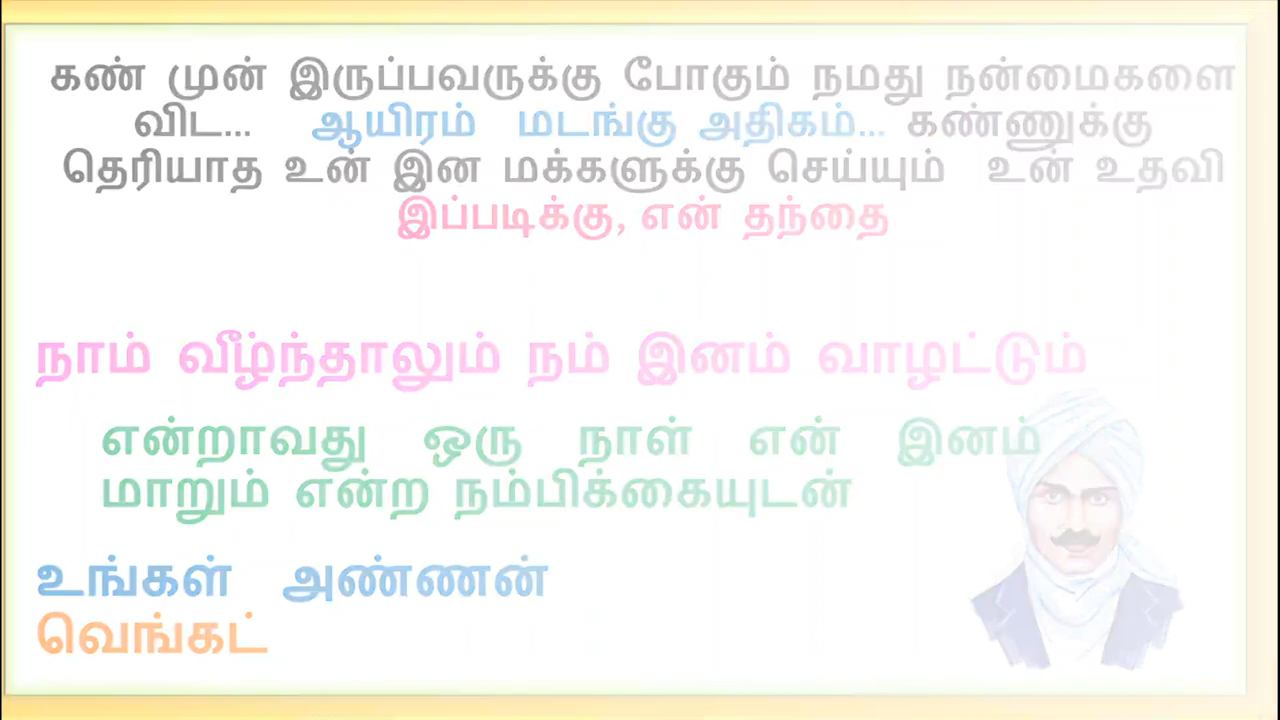 கண் முன் இருப்பவருக்கு போகும் நமது நன்மைகளை
விட... ஆயிரம் மடங்கு அதிகம்... கண்ணுக்கு
தெரியாத உன் இன மக்களுக்கு செய்யும் உன் உதவி
இப்படிக்கு, என் தந்தை
நாம் வீழ்ந்தாலும் நம் இனம் வாழட்டும்
என்றாவது ஒரு நாள் என் இனம்
மாறும் என்ற நம்பிக்கையுடன்
உங்கள் அண்ணன்
வெங்கட்